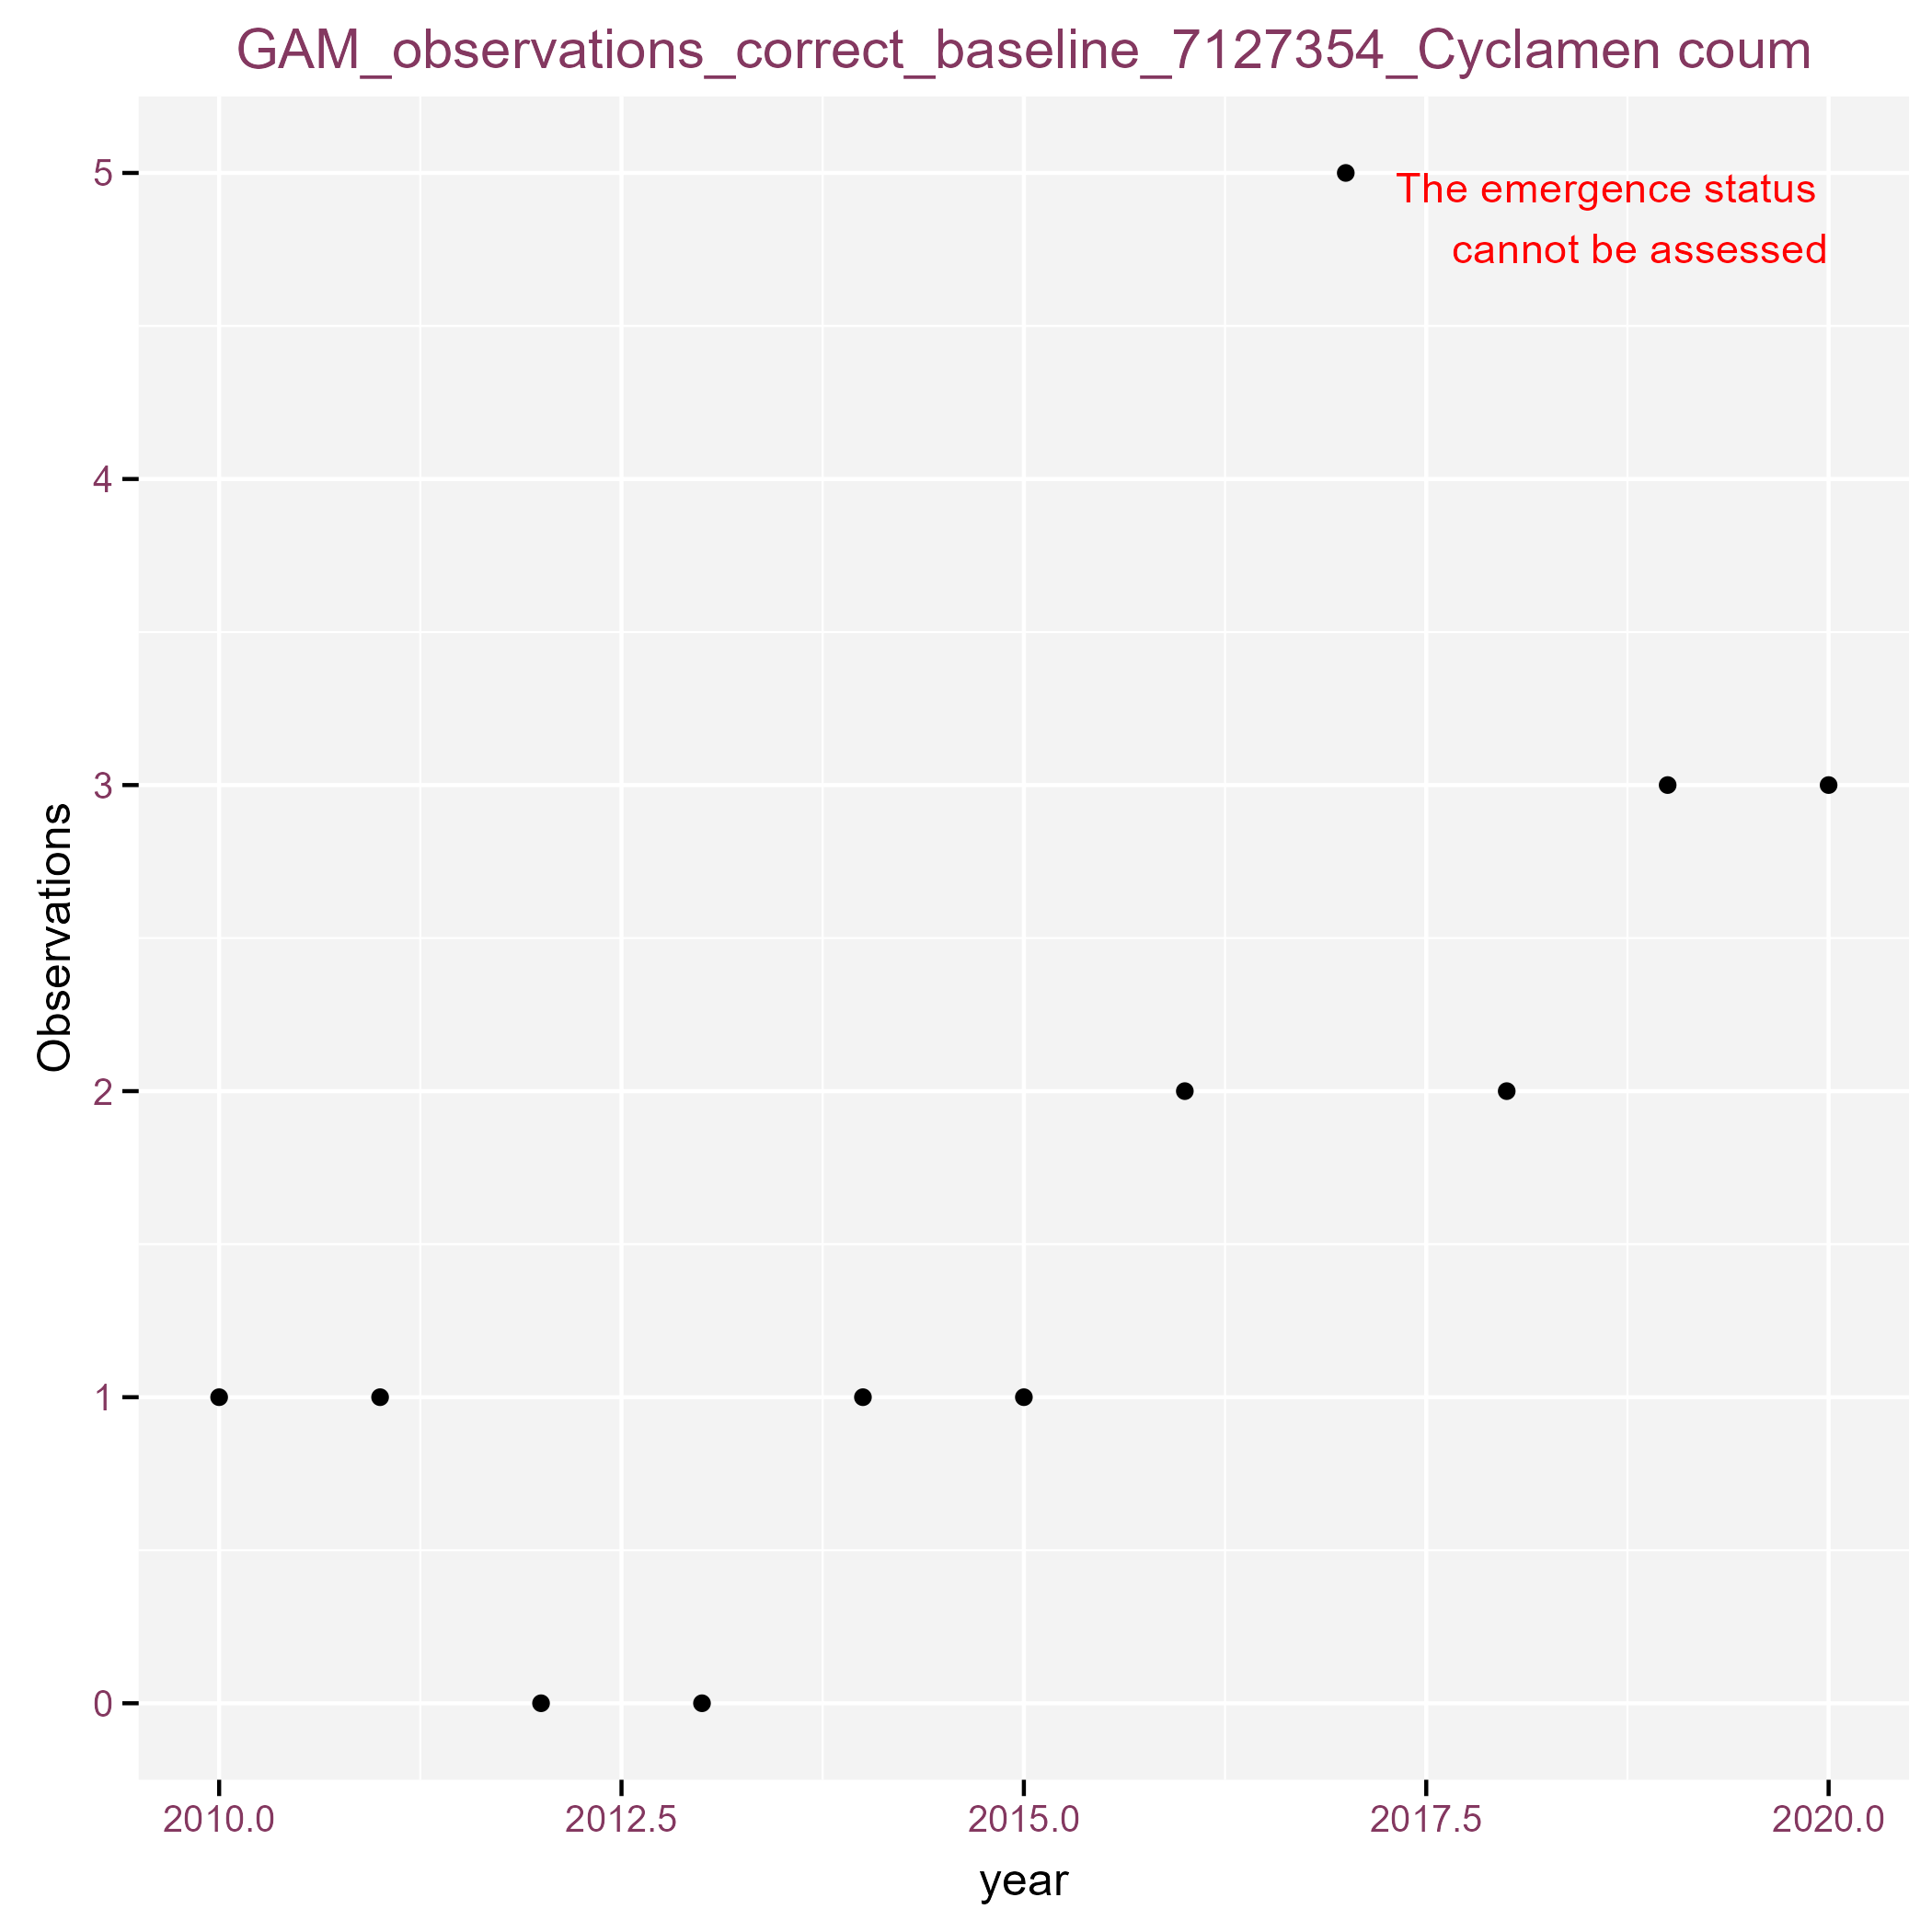 GAM_observations_correct_baseline_7127354_Cyclamen coum
The emergence status
cannot be assessed
5
4
3
2
1
0
Observations
2010.0 2012.5 2015.0 2017.5 2020.0
year